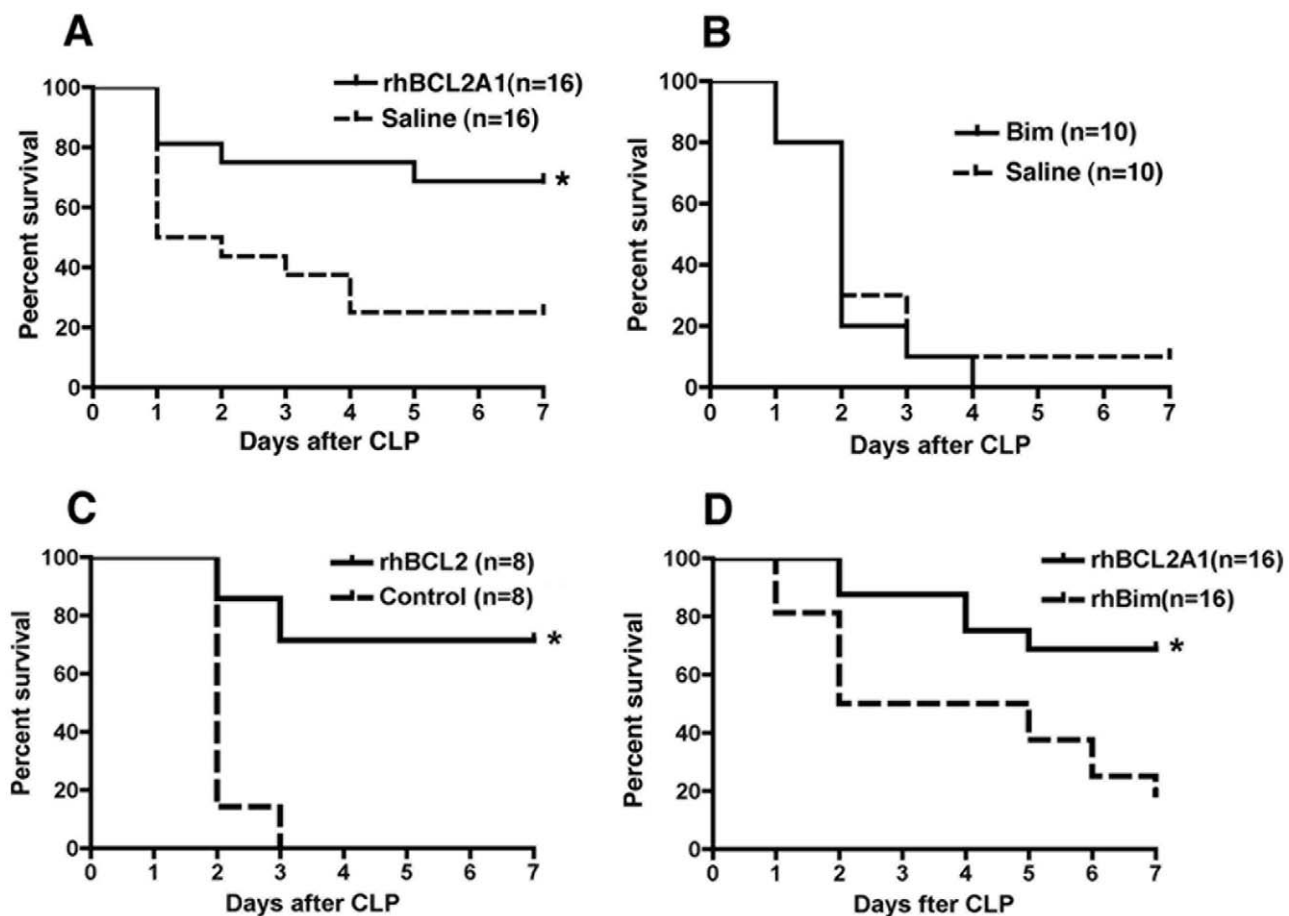 A
rhBCL2A1(n=16)
Saline (n=16)
Peercent survival
100
80
60
40
20
0
0 1 2 3 4 5 6 7
Days after CLP
*
B
Bim (n=10)
Saline (n=10)
Percent survival
100
80
60
40
20
0
0 1 2 3 4 5 6 7
Days after CLP
C
rhBCL2 (n=8)
Control (n=8)
Percent survival
100
80
60
40
20
0
0 1 2 3 4 5 6 7
Days after CLP
*
D
rhBCL2A1(n=16)
rhBim(n=16)
Percent survival
100
80
60
40
20
0
0 1 2 3 4 5 6 7
Days fter CLP
*